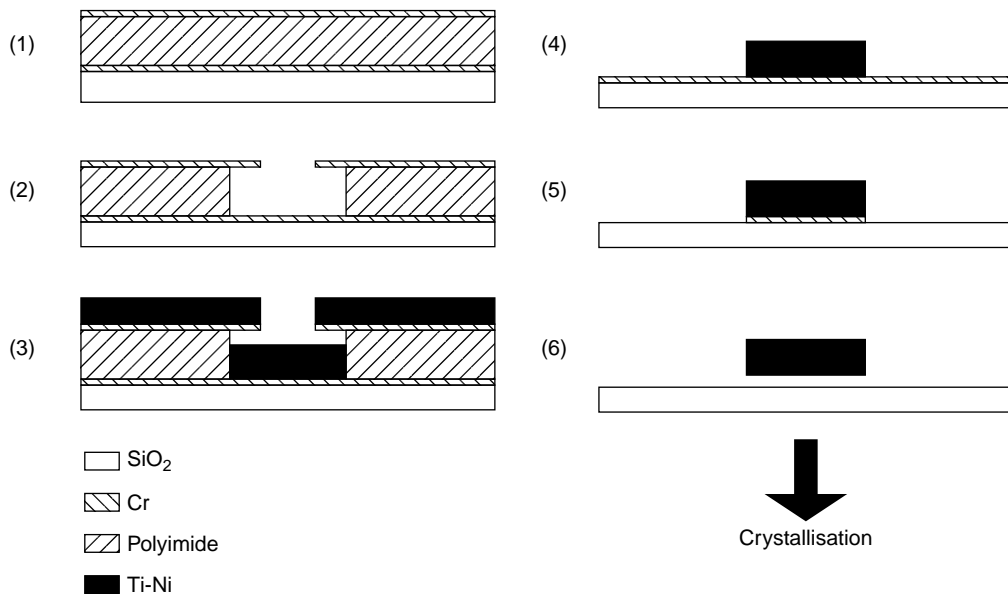 (1)
(2)
(3)
SiO2
Cr
Polyimide
Ti-Ni
(4)
(5)
(6)
Crystallisation